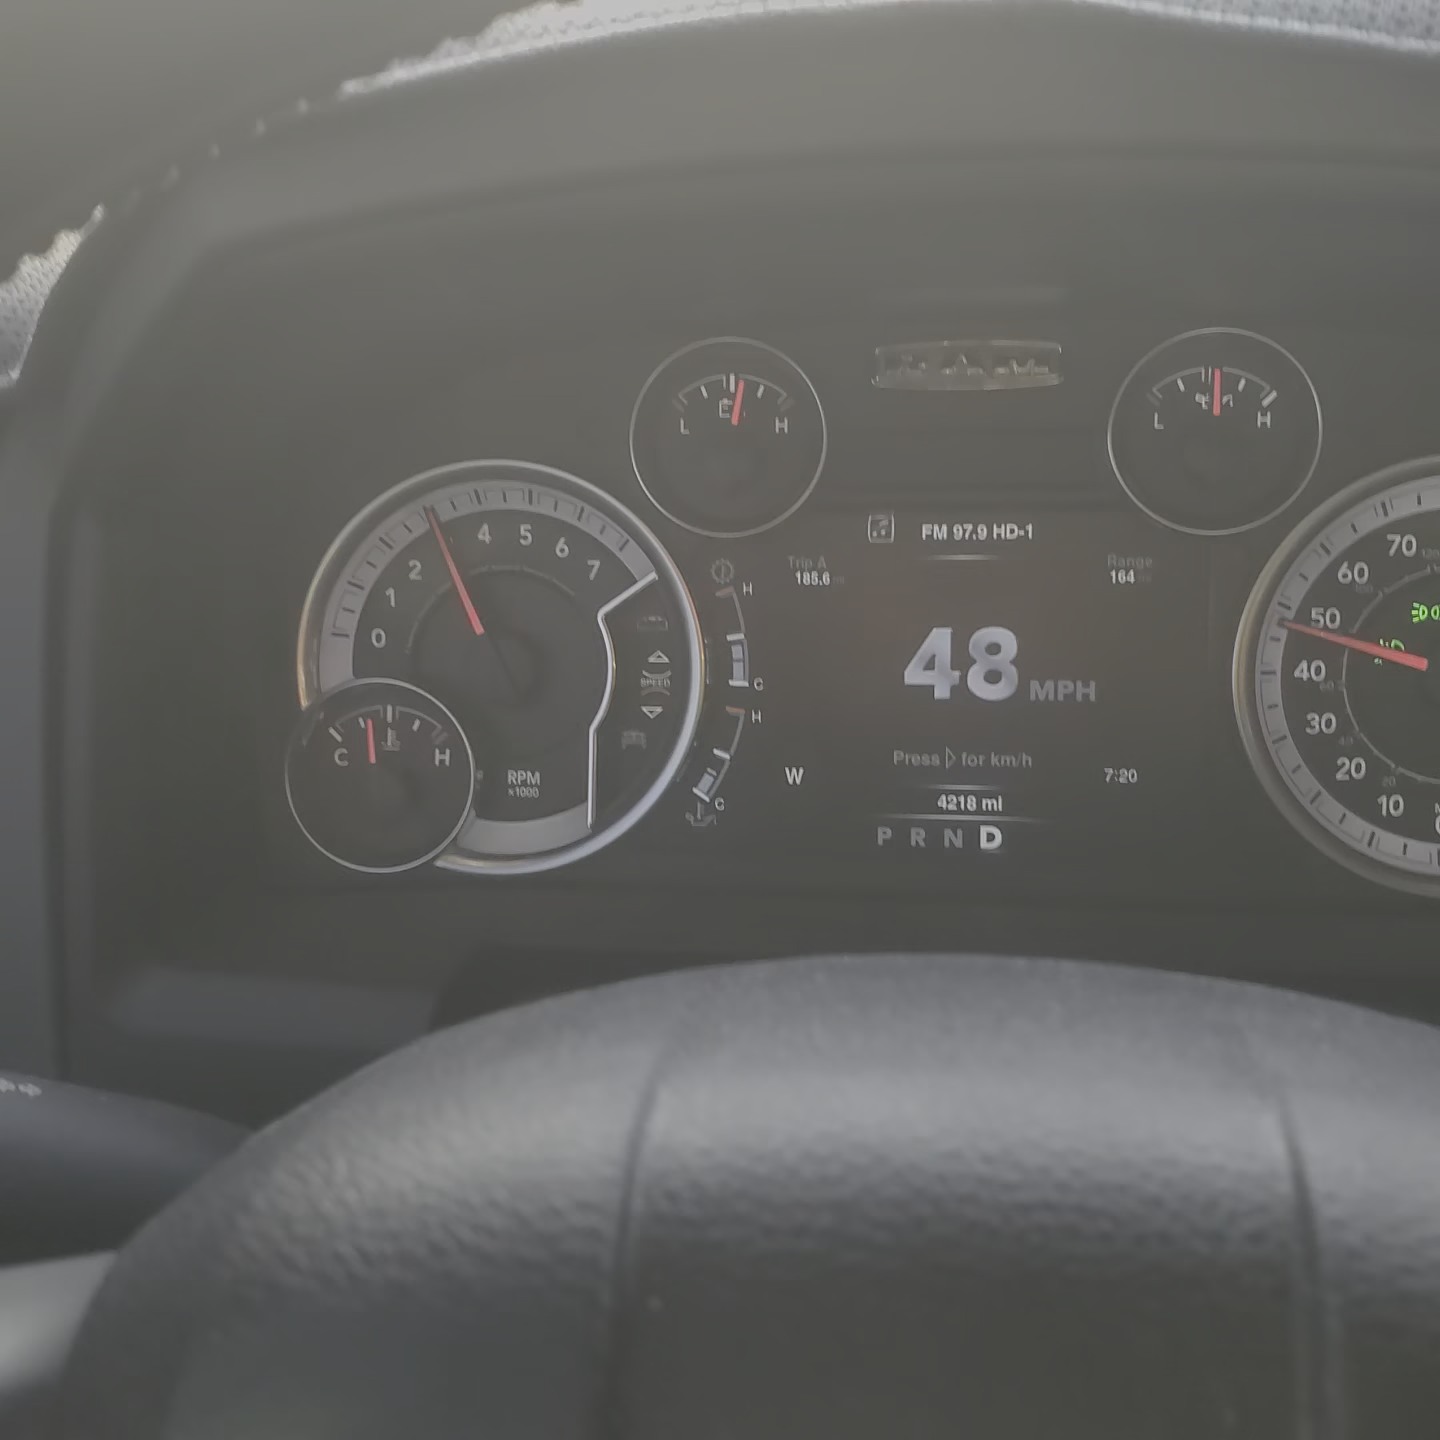 L H
L H
FM 97.9 HD-1
Trip A
185.6
Range
164
0 1 2 4 5 6 7
H
C
H
C
SPEED
48 MPH
C H
RPM
x1000
W
Press ▷ for km/h
7:20
4218 mi
P R N D
70
60
50
40
30
20
10